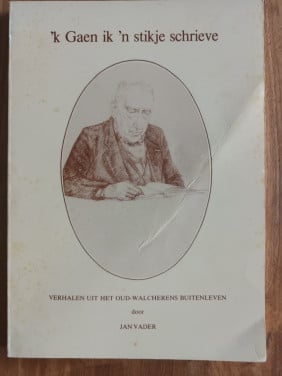 'k Gaen ik 'n stikje schrieve
VERHALEN UIT HET OUD-WALCHERENS BUITENLEVEN
door
JAN VADER